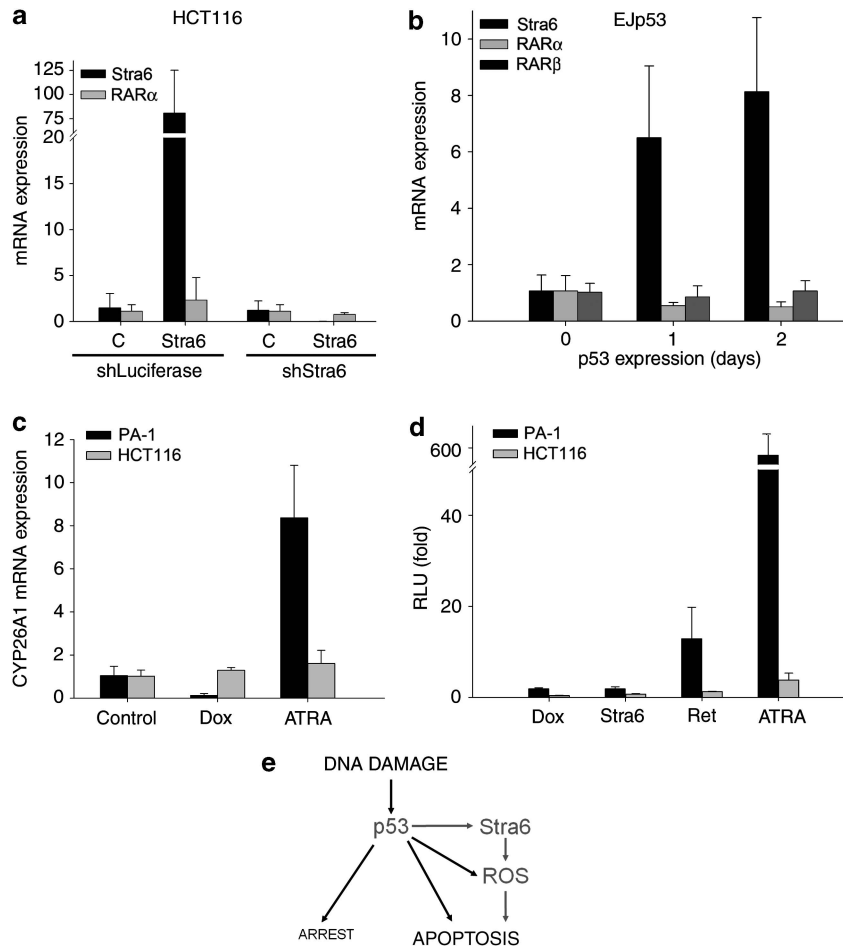 a HCT116
Stra6
RARα
mRNA expression
125
100
75
20
15
10
5
0
C Stra6 C Stra6
shLuciferase shStra6
b EJp53
Stra6
RARα
RARβ
mRNA expression
10
8
6
4
2
0
0 1 2
p53 expression (days)
c
PA-1
HCT116
CYP26A1 mRNA expression
12
10
8
6
4
2
0
Control Dox ATRA
d
PA-1
HCT116
RLU (fold)
600
40
20
0
Dox Stra6 Ret ATRA
e
DNA DAMAGE
p53 Stra6
ROS
ARREST APOPTOSIS